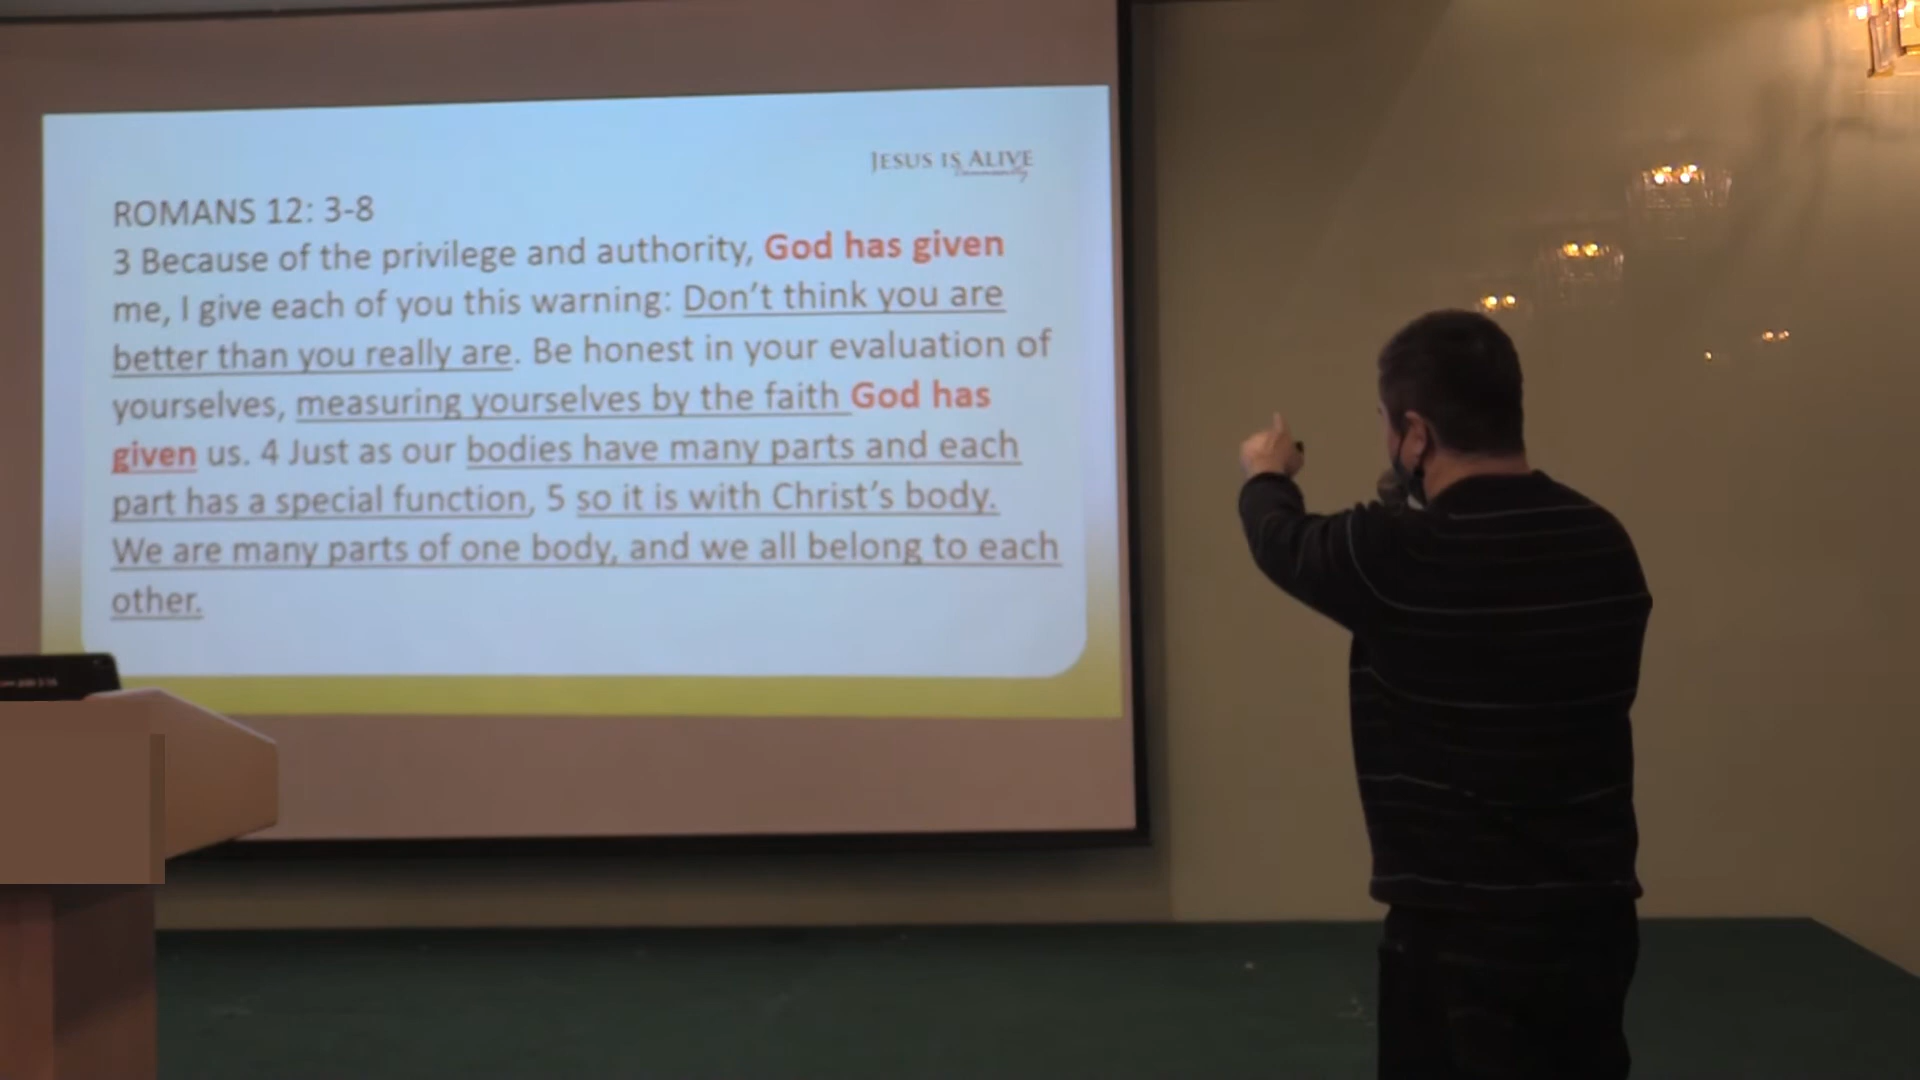 JESUS IS ALIVE
Community
ROMANS 12: 3-8
3 Because of the privilege and authority, God has given
me, I give each of you this warning: Don't think you are
better than you really are. Be honest in your evaluation of
yourselves, measuring yourselves by the faith God has
given us. 4 Just as our bodies have many parts and each
part has a special function, 5 so it is with Christ's body.
We are many parts of one body, and we all belong to each
other.